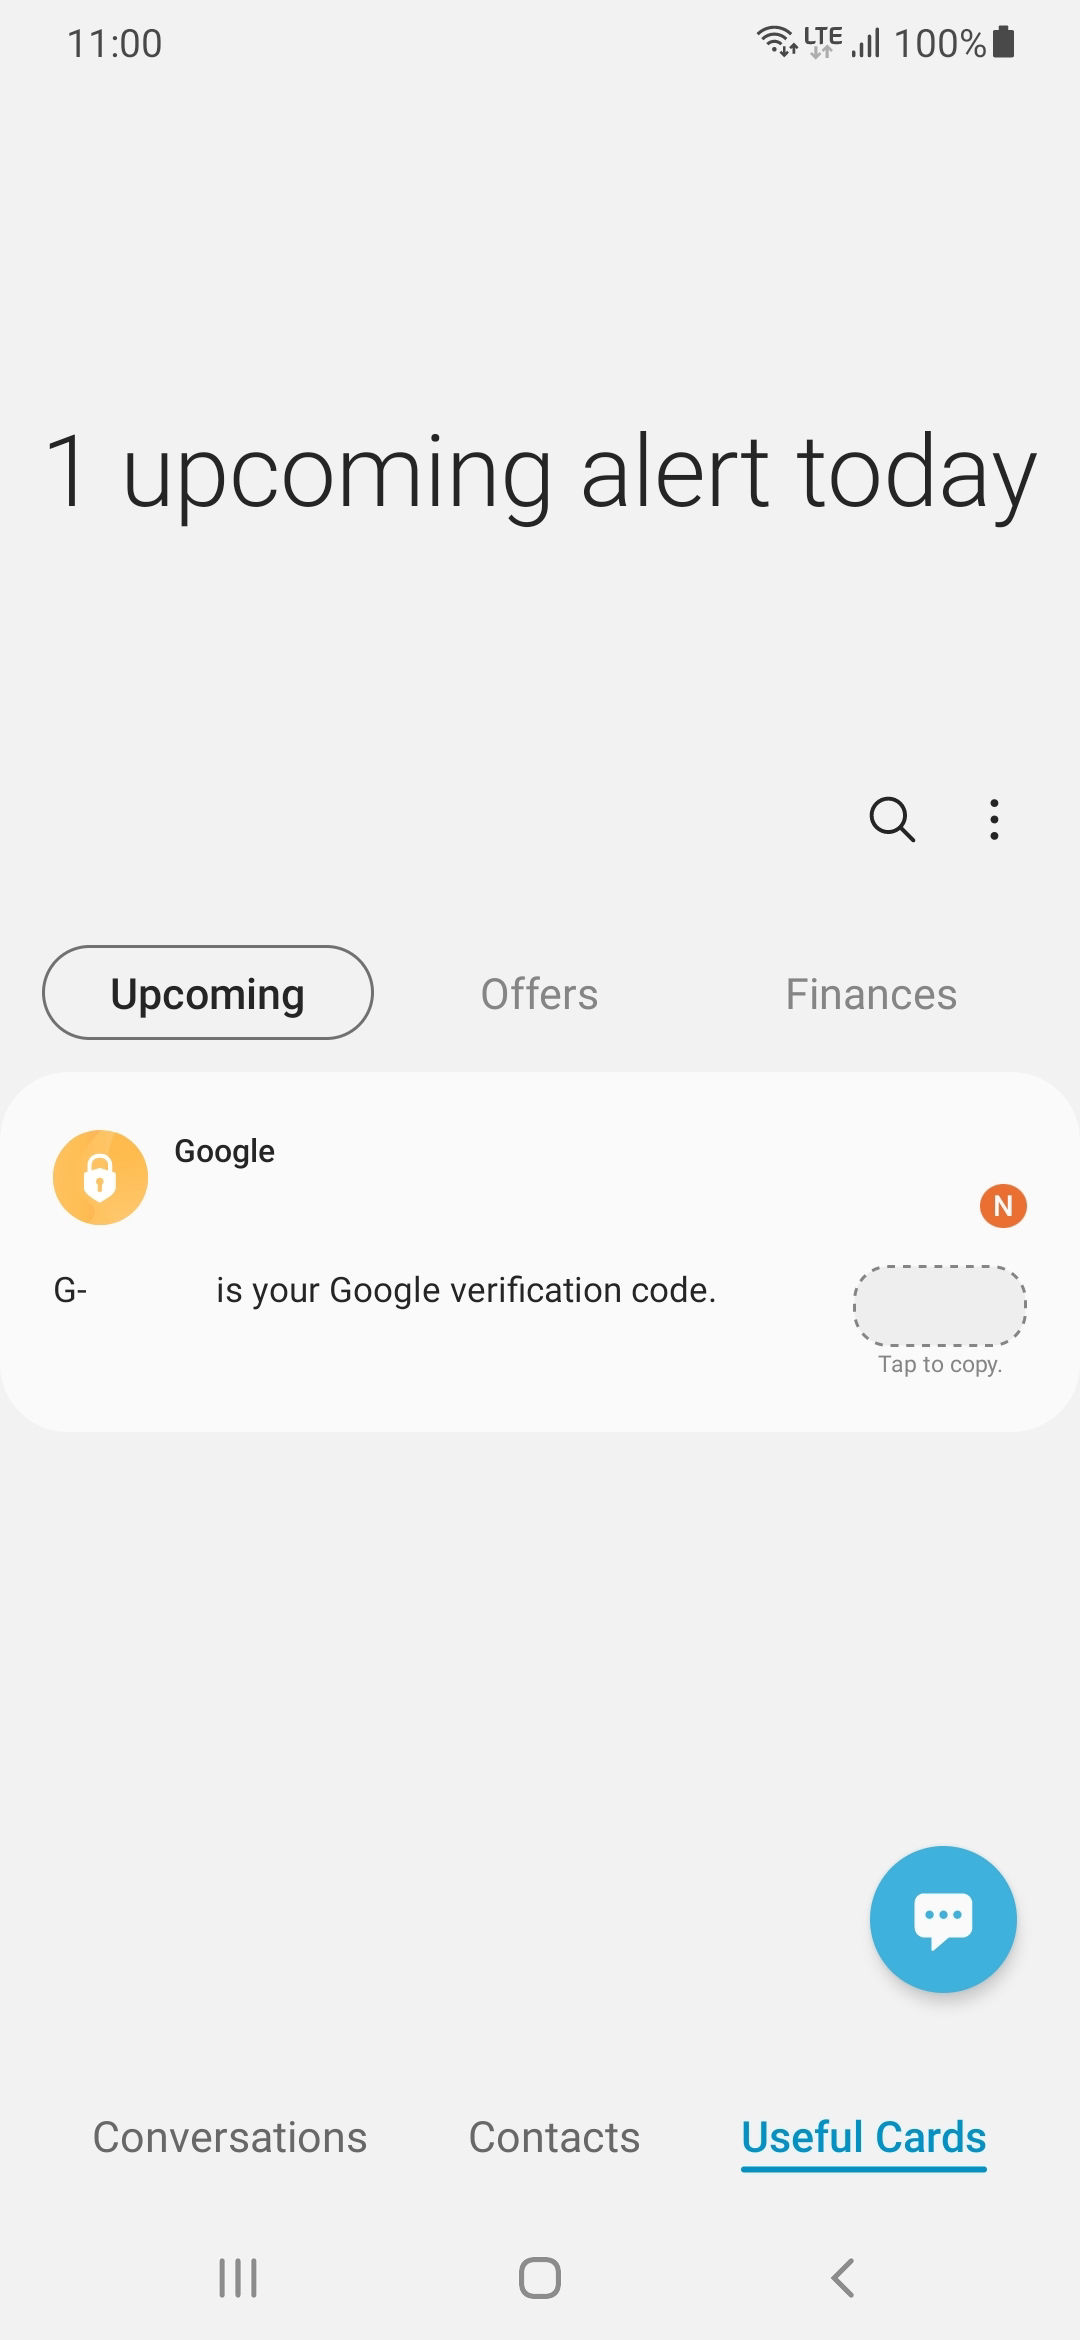 11:00 LTE 100%
1 upcoming alert today
Upcoming Offers Finances
Google
N
G- is your Google verification code.
Tap to copy.
Conversations Contacts Useful Cards